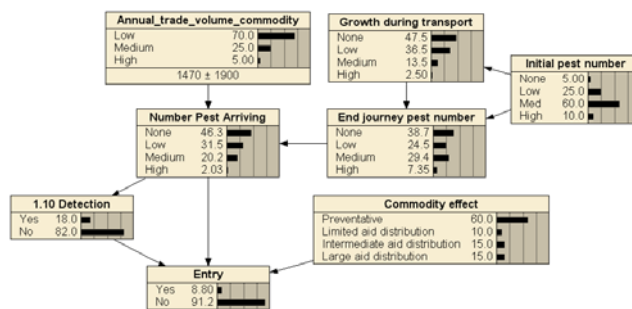 Annual_trade_volume_commodity
Low 70.0
Medium 25.0
High 5.00
1470 ± 1900
Growth during transport
None 47.5
Low 36.5
Medium 13.5
High 2.50
Initial pest number
None 5.00
Low 25.0
Med 60.0
High 10.0
Number Pest Arriving
None 46.3
Low 31.5
Medium 20.2
High 2.03
End journey pest number
None 38.7
Low 24.5
Medium 29.4
High 7.35
1.10 Detection
Yes 18.0
No 82.0
Commodity effect
Preventative 60.0
Limited aid distribution 10.0
Intermediate aid distribution 15.0
Large aid distribution 15.0
Entry
Yes 8.80
No 91.2